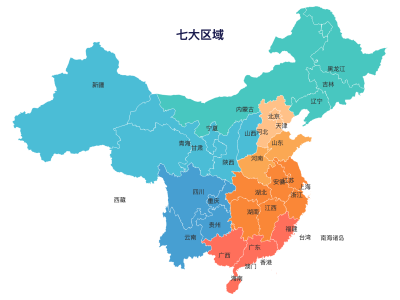 七大区域
黑龙江
吉林
新疆
辽宁
内蒙古
北京
天津
宁夏
山西
河北
青海
甘肃
山东
陕西
河南
西藏
四川
重庆
湖北
安徽
江苏
上海
浙江
湖南
江西
贵州
云南
福建
台湾
南海诸岛
广西
广东
澳门
香港
海南